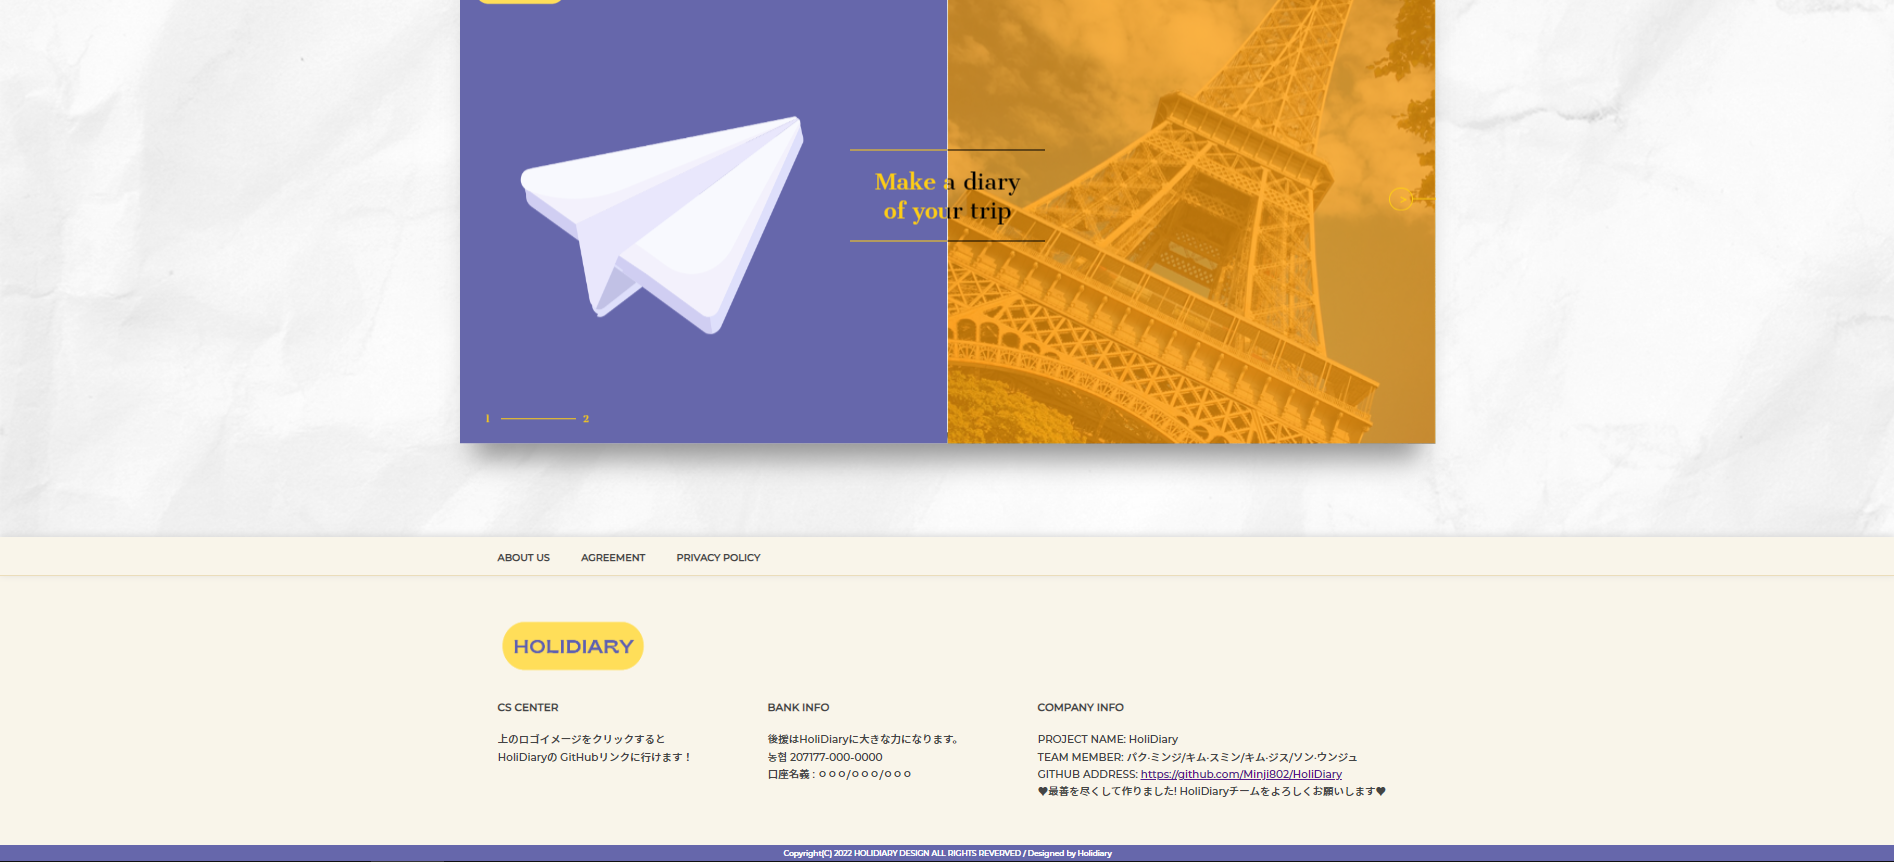 Make a diary
of your trip
1 2
ABOUT US AGREEMENT PRIVACY POLICY
HOLIDIARY
CS CENTER
上のロゴイメージをクリックすると
HoliDiaryの GitHubリンクに行けます！
BANK INFO
後援はHoliDiaryに大きな力になります。
농협 207177-000-0000
口座名義 : ㅇㅇㅇ/ㅇㅇㅇ/ㅇㅇㅇ
COMPANY INFO
PROJECT NAME: HoliDiary
TEAM MEMBER: パク·ミンジ/キム·スミン/キム·ジス/ソン·ウンジュ
GITHUB ADDRESS: https://github.com/Minji802/HoliDiary
♥最善を尽くして作りました! HoliDiaryチームをよろしくお願いします♥
Copyright(C) 2022 HOLIDIARY DESIGN ALL RIGHTS REVERVED / Designed by Holidiary